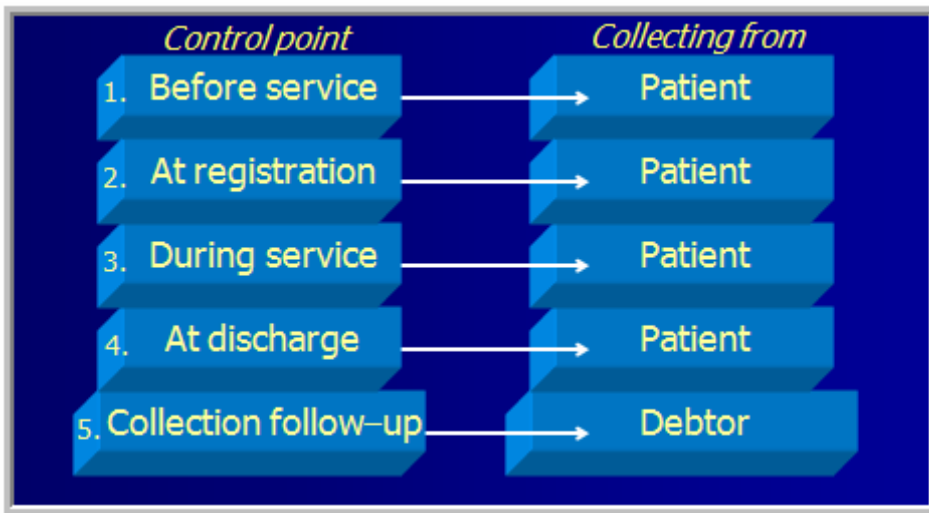 Control point Collecting from
1. Before service Patient
2. At registration Patient
3. During service Patient
4. At discharge Patient
5. Collection follow–up Debtor